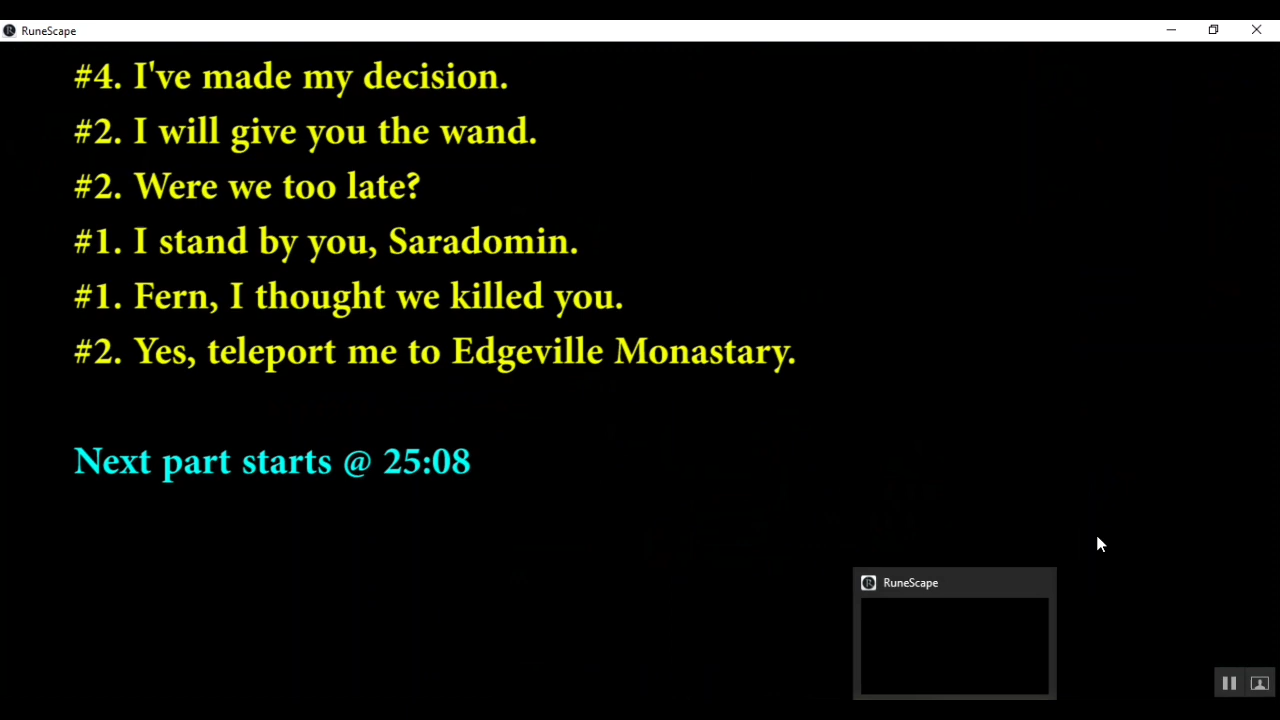 RuneScape
#4. I've made my decision.
#2. I will give you the wand.
#2. Were we too late?
#1. I stand by you, Saradomin.
#1. Fern, I thought we killed you.
#2. Yes, teleport me to Edgeville Monastary.
Next part starts @ 25:08
RuneScape